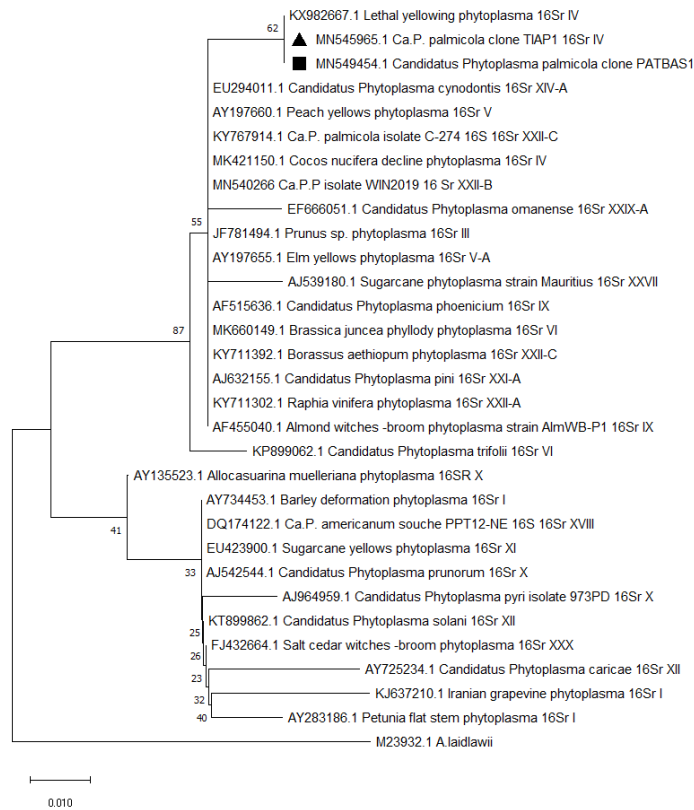 KX982667.1 Lethal yellowing phytoplasma 16Sr IV
62
MN545965.1 Ca.P. palmicola clone TIAP1 16Sr IV
MN549454.1 Candidatus Phytoplasma palmicola clone PATBAS1
EU294011.1 Candidatus Phytoplasma cynodontis 16Sr XIV-A
AY197660.1 Peach yellows phytoplasma 16Sr V
KY767914.1 Ca.P. palmicola isolate C-274 16S 16Sr XXII-C
MK421150.1 Cocos nucifera decline phytoplasma 16Sr IV
MN540266 Ca.P.P isolate WIN2019 16 Sr XXII-B
EF666051.1 Candidatus Phytoplasma omanense 16Sr XXIX-A
55
JF781494.1 Prunus sp. phytoplasma 16Sr III
AY197655.1 Elm yellows phytoplasma 16Sr V-A
AJ539180.1 Sugarcane phytoplasma strain Mauritius 16Sr XXVII
AF515636.1 Candidatus Phytoplasma phoenicium 16Sr IX
87
MK660149.1 Brassica juncea phyllody phytoplasma 16Sr VI
KY711392.1 Borassus aethiopum phytoplasma 16Sr XXII-C
AJ632155.1 Candidatus Phytoplasma pini 16Sr XXI-A
KY711302.1 Raphia vinifera phytoplasma 16Sr XXII-A
AF455040.1 Almond witches -broom phytoplasma strain AlmWB-P1 16Sr IX
KP899062.1 Candidatus Phytoplasma trifolii 16Sr VI
AY135523.1 Allocasuarina muelleriana phytoplasma 16SR X
AY734453.1 Barley deformation phytoplasma 16Sr I
DQ174122.1 Ca.P. americanum souche PPT12-NE 16S 16Sr XVIII
41
EU423900.1 Sugarcane yellows phytoplasma 16Sr XI
33
AJ542544.1 Candidatus Phytoplasma prunorum 16Sr X
AJ964959.1 Candidatus Phytoplasma pyri isolate 973PD 16Sr X
KT899862.1 Candidatus Phytoplasma solani 16Sr XII
25
FJ432664.1 Salt cedar witches -broom phytoplasma 16Sr XXX
26
AY725234.1 Candidatus Phytoplasma caricae 16Sr XII
23
KJ637210.1 Iranian grapevine phytoplasma 16Sr I
32
AY283186.1 Petunia flat stem phytoplasma 16Sr I
40
M23932.1 A.laidlawii
0.010